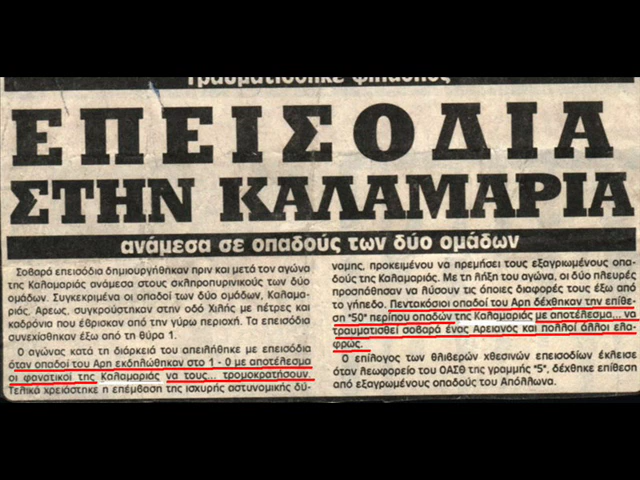 Τραυματίσθηκε φίλαθλος
ΕΠΕΙΣΟΔΙΑ
ΣΤΗΝ ΚΑΛΑΜΑΡΙΑ
ανάμεσα σε οπαδούς των δύο ομάδων
Σοβαρά επεισόδια δημιουργήθηκαν πριν και μετά τον αγώνα
της Καλαμαριάς ανάμεσα στους σκληροπυρινικούς των δύο
ομάδων. Συγκεκριμένα οι οπαδοί των δύο ομάδων, Καλαμα-
ριάς, Αρεως, συγκρούστηκαν στην οδό Χιλής με πέτρες και
καδρόνια που έβρισκαν από την γύρω περιοχή. Τα επεισόδια
συνεχίσθηκαν έξω από τη θύρα 1.
Ο αγώνας κατά τη διάρκειά του απειλήθηκε με επεισόδια
όταν οπαδοί του Αρη εκδηλώθηκαν στο 1 - 0 με αποτέλεσμα
οι φανατικοί της Καλαμαριάς να τους... τρομοκρατήσουν.
Τελικά χρειάστηκε η επέμβαση της ισχυρής αστυνομικής δύ-
ναμης, προκειμένου να πρεμήσει τους εξαγριωμένους οπα-
δούς της Καλαμαριάς. Με τη λήξη του αγώνα, οι δύο πλευρές
προσπάθησαν να λύσουν τις όποιες διαφορές τους έξω από
το γήπεδο. Πεντακόσιοι οπαδοί του Αρη δέχθηκαν την επίθε-
ση "50" περίπου οπαδών της Καλαμαριάς με αποτέλεσμα... να
τραυματισθεί σοβαρά ένας Αρειανός και πολλοί άλλοι ελα-
φρώς.
Ο επίλογος των θλιβερών χθεσινών επεισοδίων έκλεισε
όταν λεωφορείο του ΟΑΣΘ της γραμμής "5", δέχθηκε επίθεση
από εξαγριωμένους οπαδούς του Απόλλωνα.